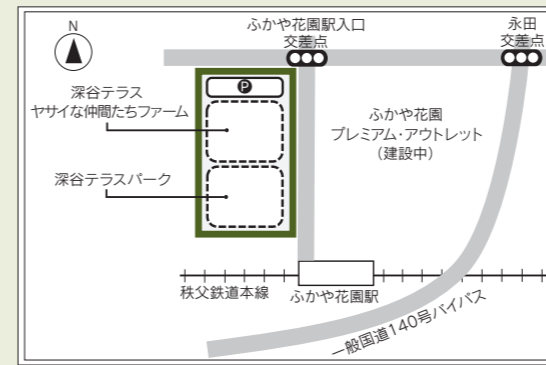 N
ふかや花園駅入口
交差点
永田
交差点
P
深谷テラス
ヤサイな仲間たちファーム
ふかや花園
プレミアム・アウトレット
(建設中)
深谷テラスパーク
秩父鉄道本線
ふかや花園駅
一般国道140号バイパス